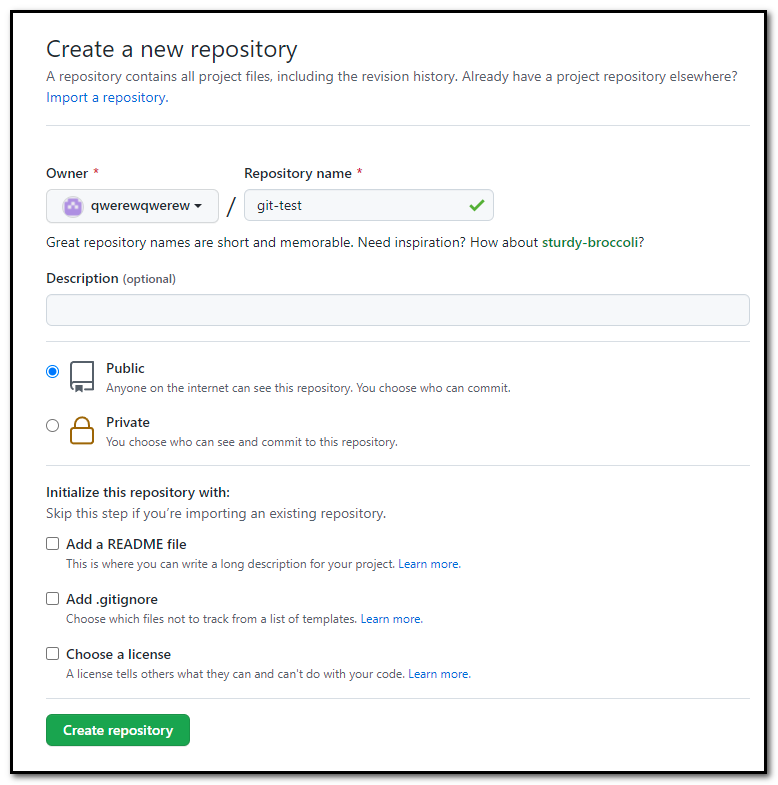 Create a new repository
A repository contains all project files, including the revision history. Already have a project repository elsewhere?
Import a repository.
Owner * Repository name *
qwerewqwerew / git-test
Great repository names are short and memorable. Need inspiration? How about sturdy-broccoli?
Description (optional)
Public
Anyone on the internet can see this repository. You choose who can commit.
Private
You choose who can see and commit to this repository.
Initialize this repository with:
Skip this step if you're importing an existing repository.
Add a README file
This is where you can write a long description for your project. Learn more.
Add .gitignore
Choose which files not to track from a list of templates. Learn more.
Choose a license
A license tells others what they can and can't do with your code. Learn more.
Create repository